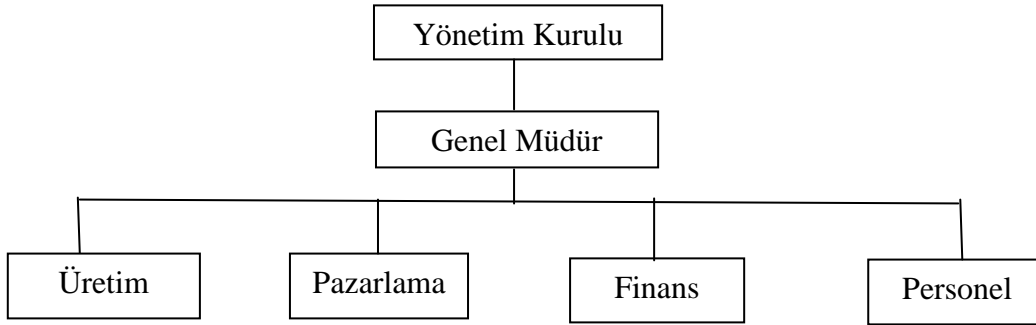 Yönetim Kurulu
Genel Müdür
Üretim
Pazarlama
Finans
Personel